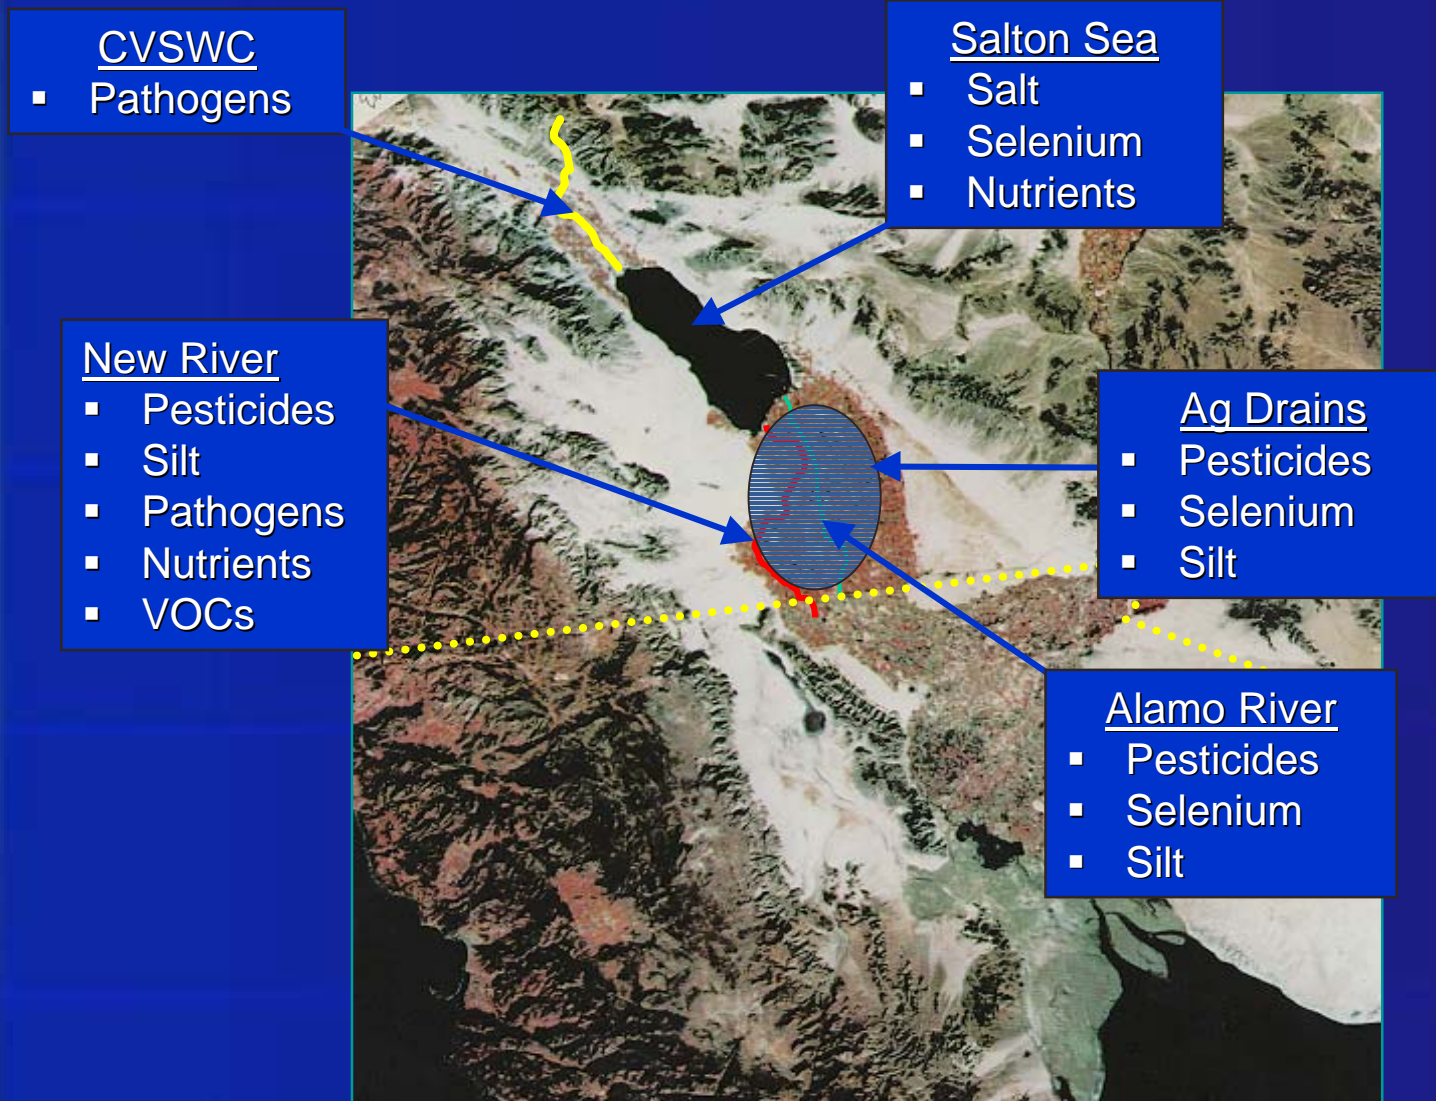 CVSWC
▪ Pathogens
Salton Sea
▪ Salt
▪ Selenium
▪ Nutrients
New River
▪ Pesticides
▪ Silt
▪ Pathogens
▪ Nutrients
▪ VOCs
Ag Drains
▪ Pesticides
▪ Selenium
▪ Silt
Alamo River
▪ Pesticides
▪ Selenium
▪ Silt